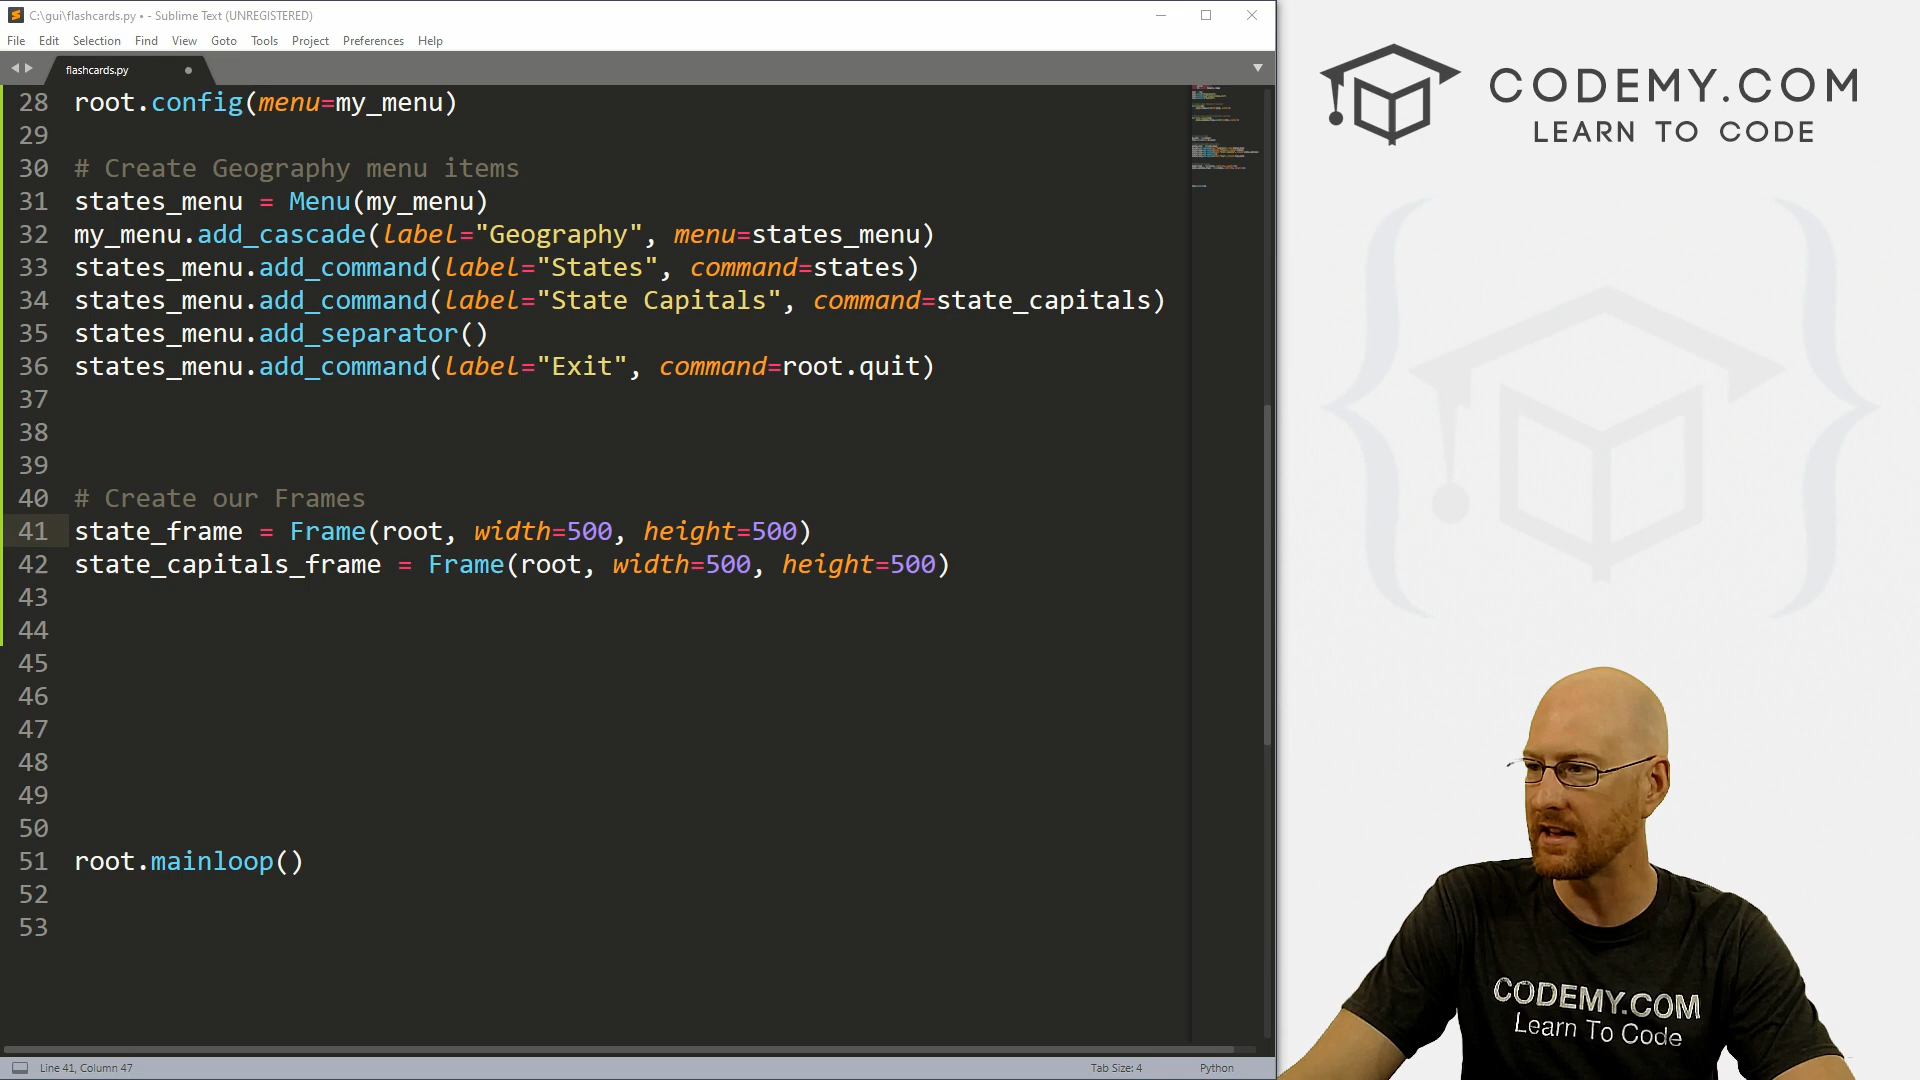 C:\gui\flashcards.py • - Sublime Text (UNREGISTERED)
File Edit Selection Find View Goto Tools Project Preferences Help
flashcards.py
28 root.config(menu=my_menu)
29
30 # Create Geography menu items
31 states_menu = Menu(my_menu)
32 my_menu.add_cascade(label="Geography", menu=states_menu)
33 states_menu.add_command(label="States", command=states)
34 states_menu.add_command(label="State Capitals", command=state_capitals)
35 states_menu.add_separator()
36 states_menu.add_command(label="Exit", command=root.quit)
37
38
39
40 # Create our Frames
41 state_frame = Frame(root, width=500, height=500)
42 state_capitals_frame = Frame(root, width=500, height=500)
43
44
45
46
47
48
49
50
51 root.mainloop()
52
53
Line 41, Column 47
Tab Size: 4
Python
CODEMY.COM
LEARN TO CODE
CODEMY.COM
Learn To Code